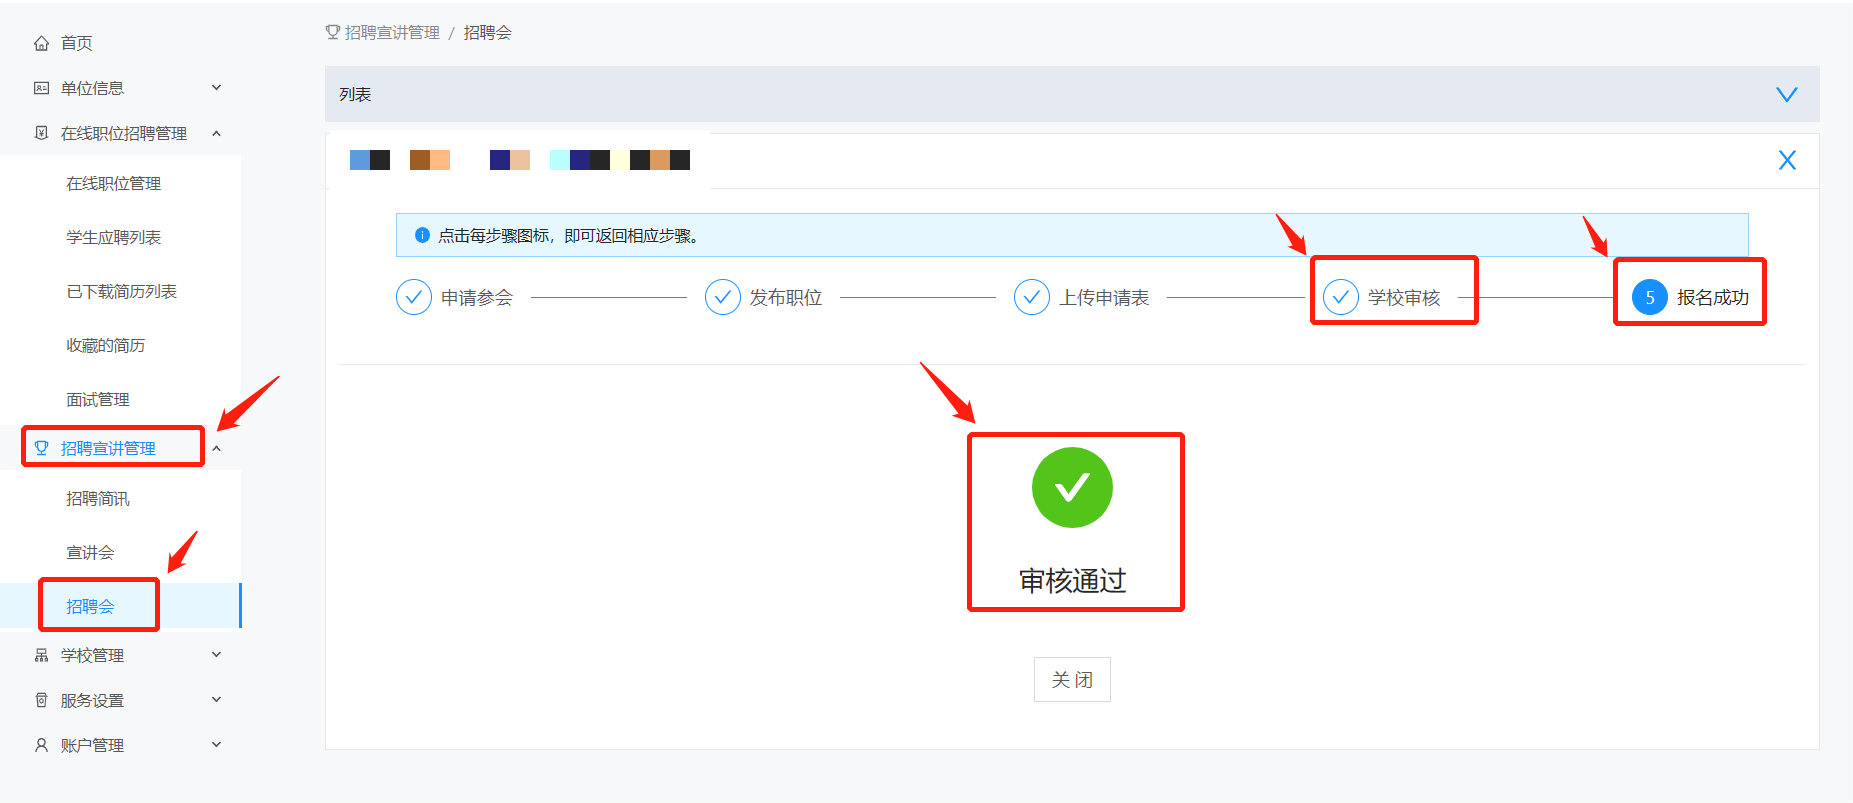 首页
单位信息
在线职位招聘管理
在线职位管理
学生应聘列表
已下载简历列表
收藏的简历
面试管理
招聘宣讲管理
招聘简讯
宣讲会
招聘会
学校管理
服务设置
账户管理
招聘宣讲管理 / 招聘会
列表
点击每步骤图标，即可返回相应步骤。
申请参会 发布职位 上传申请表 学校审核 5 报名成功
审核通过
关 闭